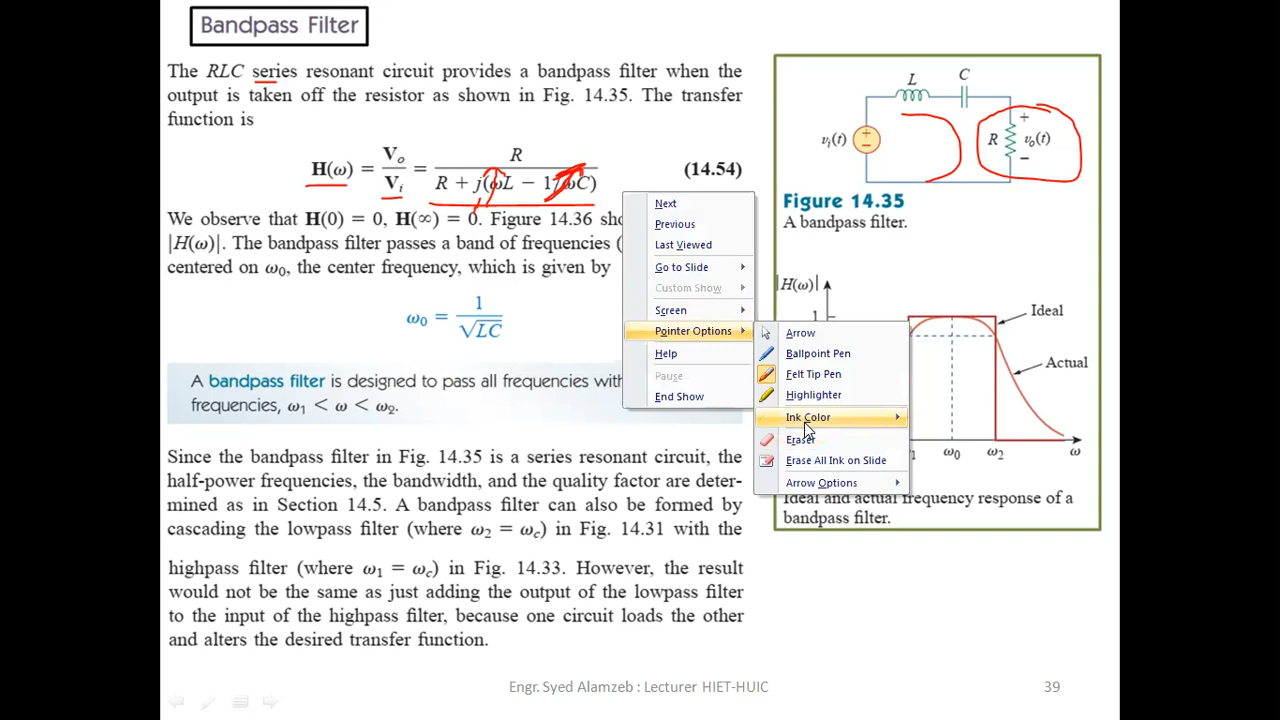 Bandpass Filter
The RLC series resonant circuit provides a bandpass filter when the
output is taken off the resistor as shown in Fig. 14.35. The transfer
function is
H(ω) = Vo/Vi = R/(R + j(ωL − 1/ωC)) (14.54)
We observe that H(0) = 0, H(∞) = 0. Figure 14.36
|H(ω)|. The bandpass filter passes a band of frequencies (
centered on ω0, the center frequency, which is given by
ω0 = 1/√LC
A bandpass filter is designed to pass all frequencies
frequencies, ω1 < ω < ω2.
Since the bandpass filter in Fig. 14.35 is a series resonant circuit, the
half-power frequencies, the bandwidth, and the quality factor are deter-
mined as in Section 14.5. A bandpass filter can also be formed by
cascading the lowpass filter (where ω2 = ωc) in Fig. 14.31 with the
highpass filter (where ω1 = ωc) in Fig. 14.33. However, the result
would not be the same as just adding the output of the lowpass filter
to the input of the highpass filter, because one circuit loads the other
and alters the desired transfer function.
L C
vi(t) R + vo(t) −
+ −
Figure 14.35
A bandpass filter.
|H(ω)|
1
Ideal
Actual
0 ω2 ω
Ideal and actual frequency response of a
bandpass filter.
Next
Previous
Last Viewed
Go to Slide
Custom Show
Screen
Pointer Options
Help
Pause
End Show
Arrow
Ballpoint Pen
Felt Tip Pen
Highlighter
Ink Color
Eraser
Erase All Ink on Slide
Arrow Options
Engr. Syed Alamzeb : Lecturer HIET-HUIC 39